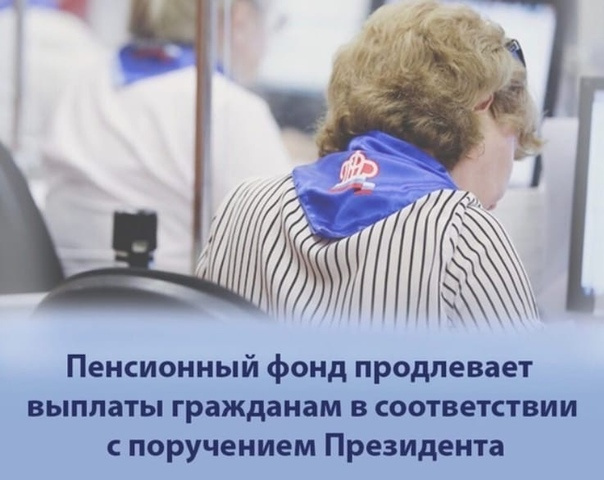 Пенсионный фонд продлевает
выплаты гражданам в соответствии
с поручением Президента